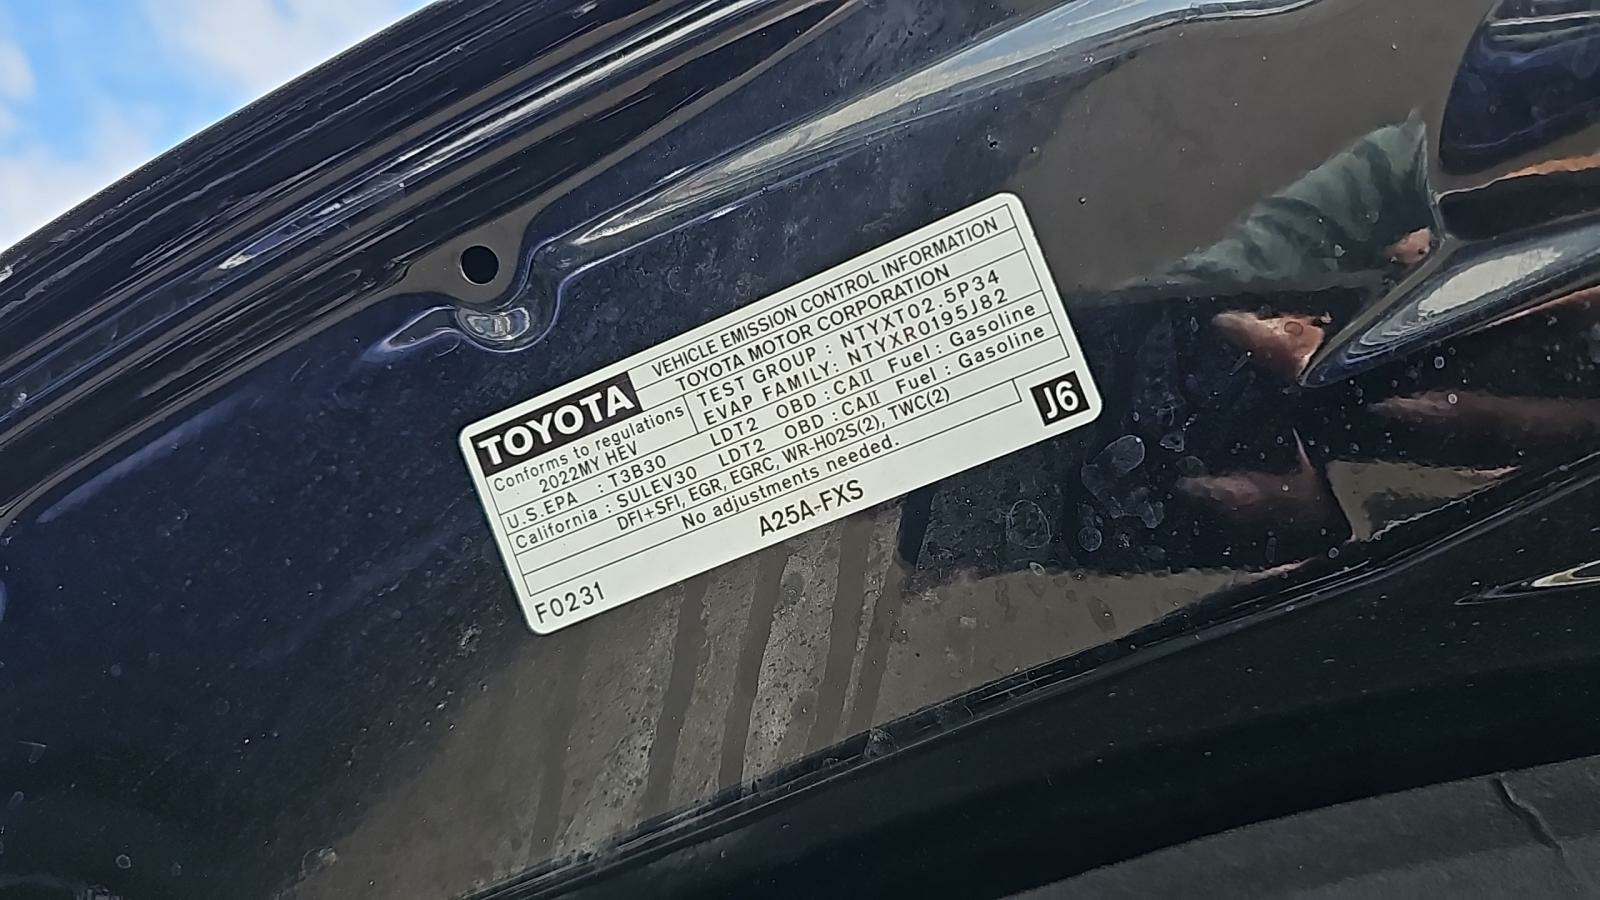 TOYOTA VEHICLE EMISSION CONTROL INFORMATION
Conforms to regulations TOYOTA MOTOR CORPORATION
2022MY HEV TEST GROUP : NTYXT02.5P34
EVAP FAMILY: NTYXR0195J82
U.S.EPA : T3B30 LDT2 OBD : CAII Fuel : Gasoline
California : SULEV30 LDT2 OBD : CAII Fuel : Gasoline
DFI+SFI, EGR, EGRC, WR-HO2S(2), TWC(2)
No adjustments needed.
J6
A25A-FXS
F0231